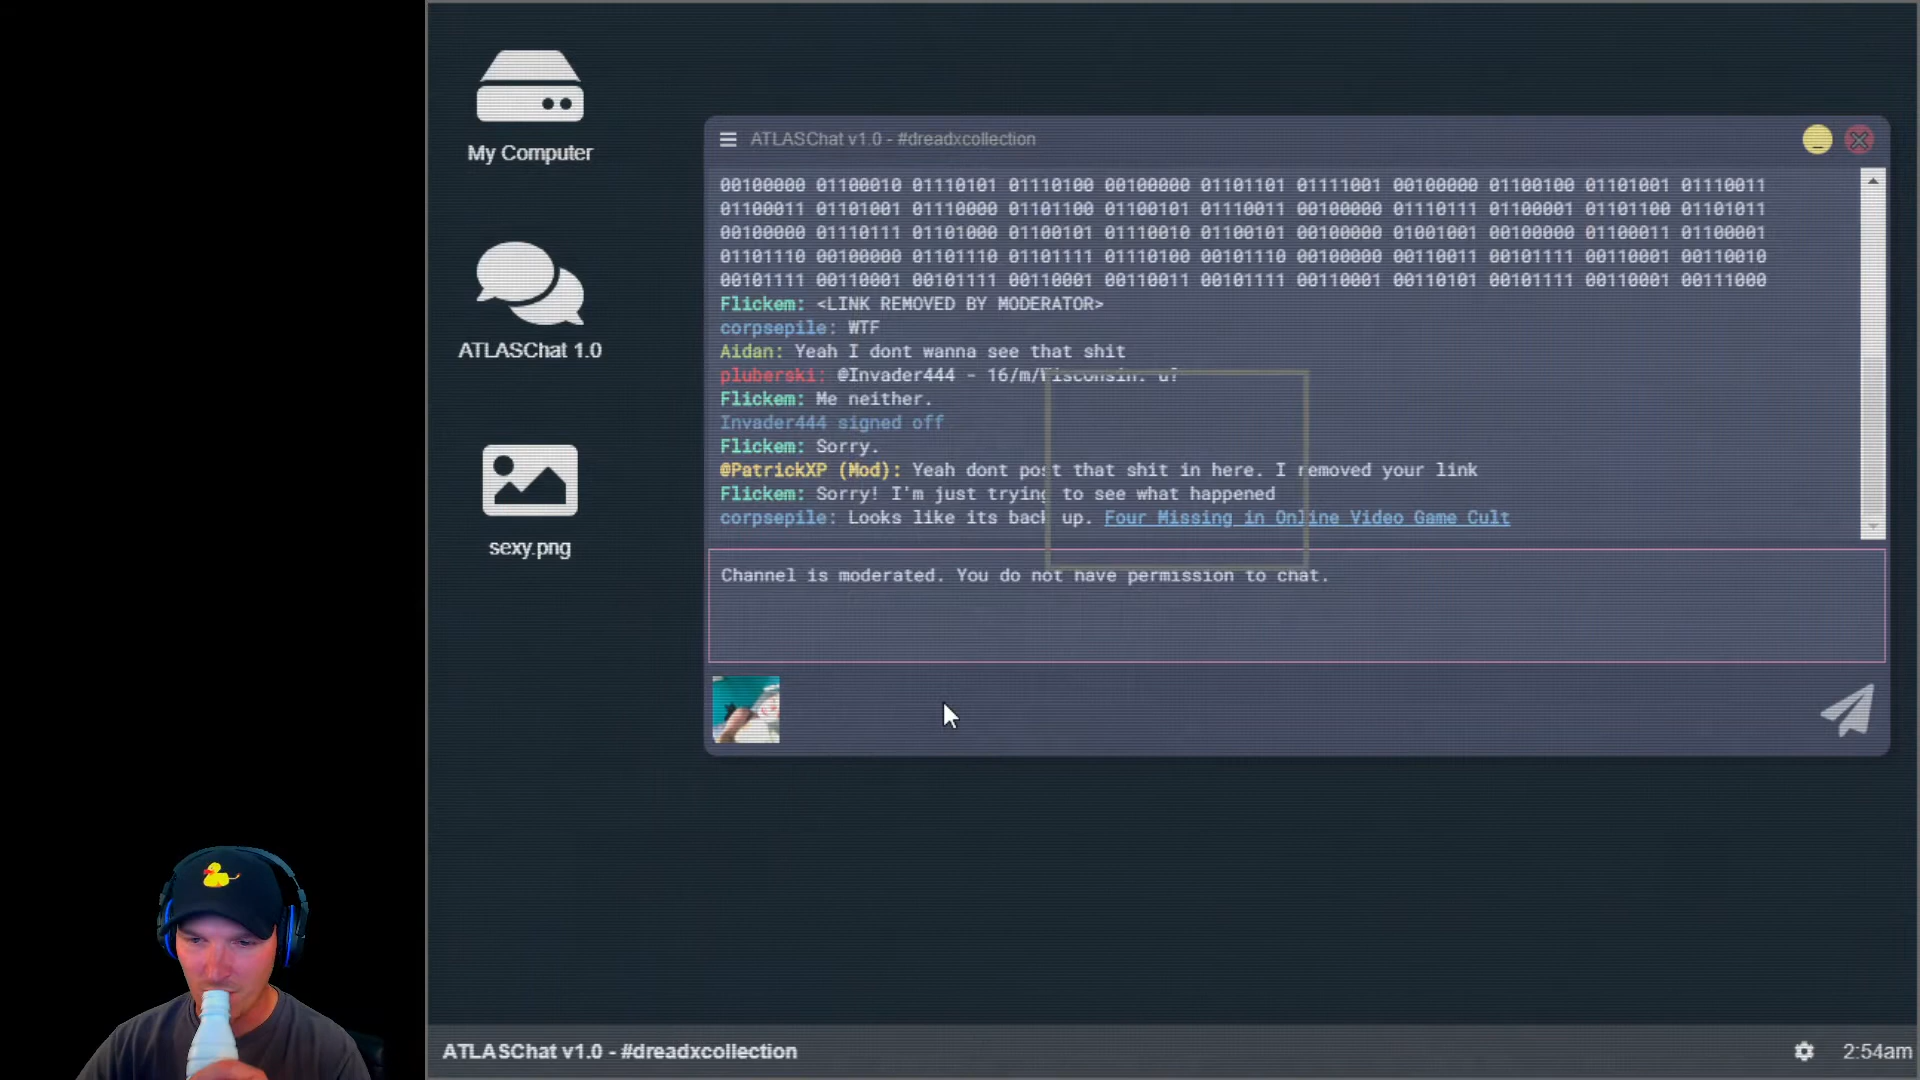 My Computer
ATLASChat 1.0
sexy.png
ATLASChat v1.0 - #dreadxcollection
00100000 01100010 01110101 01110100 00100000 01101101 01111001 00100000 01100100 01101001 01110011
01100011 01101001 01110000 01101100 01100101 01110011 00100000 01110111 01100001 01101100 01101011
00100000 01110111 01101000 01100101 01110010 01100101 00100000 01001001 00100000 01100011 01100001
01101110 00100000 01101110 01101111 01110100 00101110 00100000 00110011 00101111 00110001 00110010
00101111 00110001 00101111 00110001 00110011 00101111 00110001 00110101 00101111 00110001 00111000
Flickem: <LINK REMOVED BY MODERATOR>
corpsepile: WTF
Aidan: Yeah I dont wanna see that shit
pluberski: @Invader444 - 16/m/Wisconsin. u?
Flickem: Me neither.
Invader444 signed off
Flickem: Sorry.
@PatrickXP (Mod): Yeah dont post that shit in here. I removed your link
Flickem: Sorry! I'm just trying to see what happened
corpsepile: Looks like its back up. Four Missing in Online Video Game Cult
Channel is moderated. You do not have permission to chat.
ATLASChat v1.0 - #dreadxcollection
2:54am